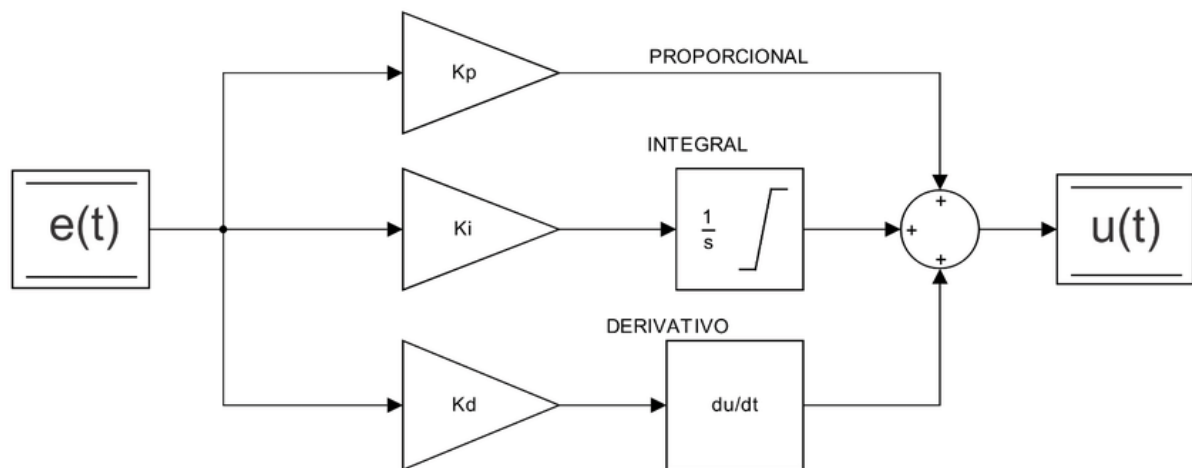 Kp
PROPORCIONAL
INTEGRAL
e(t)
Ki
1
s
+
+
+
u(t)
DERIVATIVO
Kd
du/dt